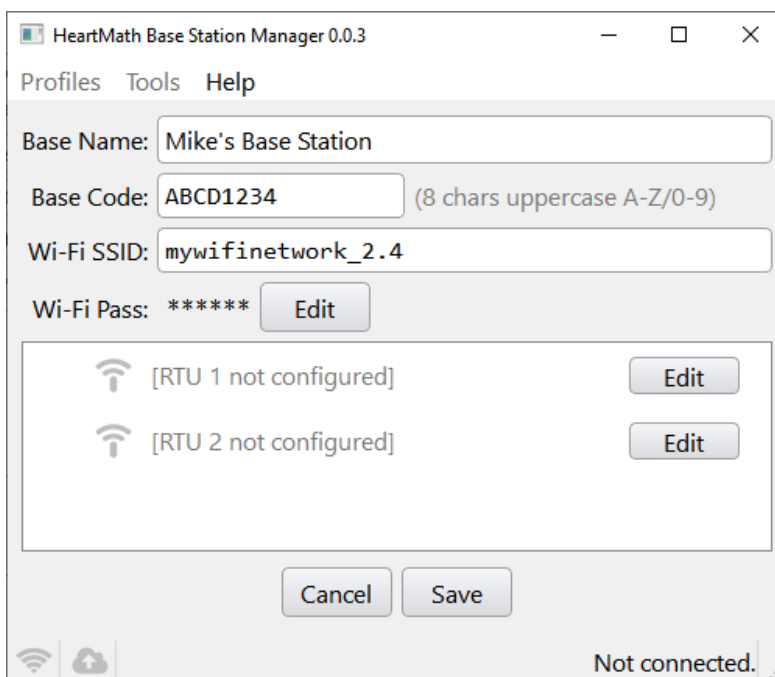 HeartMath Base Station Manager 0.0.3
Profiles Tools Help
Base Name: Mike's Base Station
Base Code: ABCD1234 (8 chars uppercase A-Z/0-9)
Wi-Fi SSID: mywifinetwork_2.4
Wi-Fi Pass: ****** Edit
[RTU 1 not configured] Edit
[RTU 2 not configured] Edit
Cancel Save
Not connected.